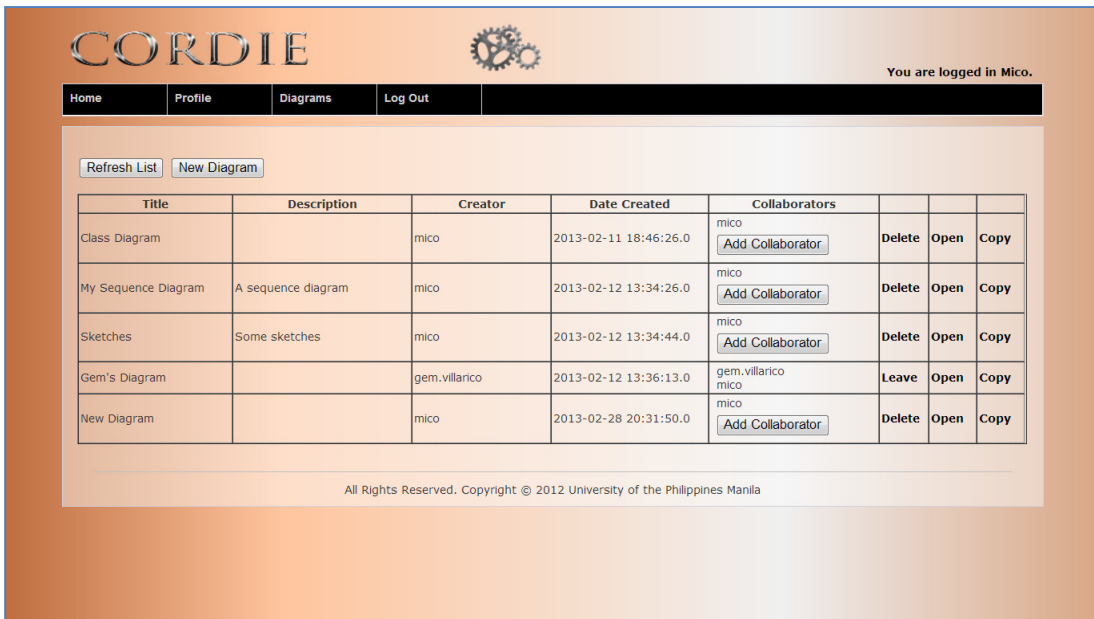 CORDIE
You are logged in Mico.
Home Profile Diagrams Log Out
Refresh List New Diagram
Title Description Creator Date Created Collaborators
Class Diagram mico 2013-02-11 18:46:26.0 mico Add Collaborator Delete Open Copy
My Sequence Diagram A sequence diagram mico 2013-02-12 13:34:26.0 mico Add Collaborator Delete Open Copy
Sketches Some sketches mico 2013-02-12 13:34:44.0 mico Add Collaborator Delete Open Copy
Gem's Diagram gem.villarico 2013-02-12 13:36:13.0 gem.villarico mico Leave Open Copy
New Diagram mico 2013-02-28 20:31:50.0 mico Add Collaborator Delete Open Copy
All Rights Reserved. Copyright © 2012 University of the Philippines Manila